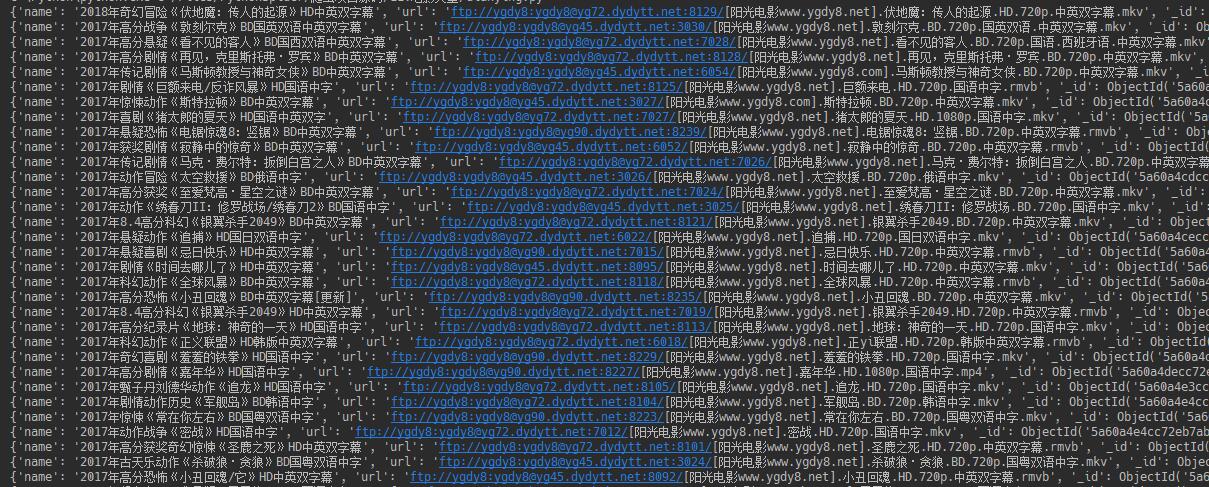 {'name': '2018年奇幻冒险《伏地魔：传人的起源》HD中英双字幕', 'url': 'ftp://ygdy8:ygdy8@yg72.dydytt.net:8129/[阳光电影www.ygdy8.net].伏地魔：传人的起源.HD.720p.中英双字幕.mkv', '_id':
{'name': '2017年高分战争《敦刻尔克》BD国英双语中英双字幕', 'url': 'ftp://ygdy8:ygdy8@yg45.dydytt.net:3030/[阳光电影www.ygdy8.net].敦刻尔克.BD.720p.国英双语双字.mkv', '_id': O
{'name': '2017年高分悬疑《看不见的客人》BD国西双语中英双字幕', 'url': 'ftp://ygdy8:ygdy8@yg72.dydytt.net:7028/[阳光电影www.ygdy8.net].看不见的客人.BD.720p.国语.西班牙语.中英双字幕.mkv
{'name': '2017年高分剧情《再见，克里斯托弗·罗宾》BD中英双字幕', 'url': 'ftp://ygdy8:ygdy8@yg72.dydytt.net:8128/[阳光电影www.ygdy8.net].再见，克里斯托弗·罗宾.BD.720p.中英双字幕.mkv
{'name': '2017年传记剧情《马斯顿教授与神奇女侠》BD中英双字幕', 'url': 'ftp://ygdy8:ygdy8@yg45.dydytt.net:6054/[阳光电影www.ygdy8.com].马斯顿教授与神奇女侠.BD.720p.中英双字幕.mkv',
{'name': '2017年剧情《巨额来电/反诈风暴》HD国语中字', 'url': 'ftp://ygdy8:ygdy8@yg72.dydytt.net:8125/[阳光电影www.ygdy8.net].巨额来电.HD.720p.国语中字.rmvb', '_id': ObjectId('5a6
{'name': '2017年惊悚动作《斯特拉顿》BD中英双字幕', 'url': 'ftp://ygdy8:ygdy8@yg45.dydytt.net:3027/[阳光电影www.ygdy8.com].斯特拉顿.BD.720p.中英双字幕.mkv', '_id': ObjectId('5a60a4
{'name': '2017年喜剧《猪太郎的夏天》HD国语中字', 'url': 'ftp://ygdy8:ygdy8@yg72.dydytt.net:7027/[阳光电影www.ygdy8.net].猪太郎的夏天.HD.1080p.国语中字.mkv', '_id': ObjectId('5a
{'name': '2017年悬疑恐怖《电锯惊魂8：竖锯》BD中英双字幕', 'url': 'ftp://ygdy8:ygdy8@yg90.dydytt.net:8239/[阳光电影www.ygdy8.net].电锯惊魂8：竖锯.BD.720p.中英双字幕.rmvb', '_id': O
{'name': '2017年获奖剧情《寂静中的惊奇》BD中英双字幕', 'url': 'ftp://ygdy8:ygdy8@yg45.dydytt.net:6052/[阳光电影www.ygdy8.net].寂静中的惊奇.BD.720p.中英双字幕.rmvb', '_id': ObjectId(
{'name': '2017年传记剧情《马克·费尔特：扳倒白宫之人》BD中英双字幕', 'url': 'ftp://ygdy8:ygdy8@yg72.dydytt.net:7026/[阳光电影www.ygdy8.net].马克·费尔特：扳倒白宫之人.BD.720p.中英双字幕
{'name': '2017年动作冒险《太空救援》BD俄语中字', 'url': 'ftp://ygdy8:ygdy8@yg45.dydytt.net:3026/[阳光电影www.ygdy8.net].太空救援.BD.720p.俄语中字.mkv', '_id': ObjectId('5a60a4cdcc
{'name': '2017年高分获奖《至爱梵高·星空之谜》BD中英双字幕', 'url': 'ftp://ygdy8:ygdy8@yg72.dydytt.net:7024/[阳光电影www.ygdy8.net].至爱梵高·星空之谜.BD.720p.中英双字幕.mkv', '_id':
{'name': '2017年动作《绣春刀II：修罗战场/绣春刀2》BD国语中字', 'url': 'ftp://ygdy8:ygdy8@yg45.dydytt.net:3025/[阳光电影www.ygdy8.net].绣春刀II：修罗战场.BD.720p.国语中字.mkv', '_id'
{'name': '2017年8.4高分科幻《银翼杀手2049》BD中英双字幕', 'url': 'ftp://ygdy8:ygdy8@yg72.dydytt.net:8121/[阳光电影www.ygdy8.net].银翼杀手2049.BD.720p.中英双字幕.mkv', '_id': Object
{'name': '2017年悬疑动作《追捕》HD国日双语中字', 'url': 'ftp://ygdy8:ygdy8@yg72.dydytt.net:6022/[阳光电影www.ygdy8.net].追捕.HD.720p.国日双语中字.mkv', '_id': ObjectId('5a60a4cecc
{'name': '2017年悬疑喜剧《忌日快乐》HD中英双字幕', 'url': 'ftp://ygdy8:ygdy8@yg90.dydytt.net:7015/[阳光电影www.ygdy8.net].忌日快乐.HD.720p.中英双字幕.rmvb', '_id': ObjectId('5a60a
{'name': '2017年剧情《时间去哪儿了》HD国语中字', 'url': 'ftp://ygdy8:ygdy8@yg45.dydytt.net:8095/[阳光电影www.ygdy8.net].时间去哪儿了.HD.720p.国语中字.mkv', '_id': ObjectId('5a6
{'name': '2017年科幻动作《全球风暴》HD中英双字幕', 'url': 'ftp://ygdy8:ygdy8@yg72.dydytt.net:8118/[阳光电影www.ygdy8.net].全球风暴.HD.720p.中英双字幕.rmvb', '_id': ObjectId('5a60a
{'name': '2017年高分恐怖《小丑回魂》BD中英双字幕[更新]', 'url': 'ftp://ygdy8:ygdy8@yg90.dydytt.net:8235/[阳光电影www.ygdy8.net].小丑回魂.BD.720p.中英双字幕.mkv', '_id': ObjectId('5a
{'name': '2017年8.4高分科幻《银翼杀手2049》HD中英双字幕', 'url': 'ftp://ygdy8:ygdy8@yg72.dydytt.net:7019/[阳光电影www.ygdy8.net].银翼杀手2049.HD.720p.中英双字幕.rmvb', '_id': Objec
{'name': '2017年高分纪录片《地球：神奇的一天》HD国语中字', 'url': 'ftp://ygdy8:ygdy8@yg72.dydytt.net:8113/[阳光电影www.ygdy8.net].地球：神奇的一天.HD.720p.国语中字.mkv', '_id': Obje
{'name': '2017年科幻动作《正义联盟》HD韩版中英双字', 'url': 'ftp://ygdy8:ygdy8@yg72.dydytt.net:6018/[阳光电影www.ygdy8.net].正yi联盟.HD.720p.韩版中英双字幕.rmvb', '_id': ObjectId(
{'name': '2017年奇幻喜剧《羞羞的铁拳》HD国语中字', 'url': 'ftp://ygdy8:ygdy8@yg90.dydytt.net:8229/[阳光电影www.ygdy8.net].羞羞的铁拳.HD.720p.国语中字.mkv', '_id': ObjectId('5a60a4
{'name': '2017年高分剧情《嘉年华》HD国语中字', 'url': 'ftp://ygdy8:ygdy8@yg90.dydytt.net:8227/[阳光电影www.ygdy8.net].嘉年华.HD.1080p.国语中字.mp4', '_id': ObjectId('5a60a4decc72e
{'name': '2017年甄子丹刘德华动作《追龙》HD国语中字', 'url': 'ftp://ygdy8:ygdy8@yg72.dydytt.net:8105/[阳光电影www.ygdy8.net].追龙.HD.720p.国语中字.mkv', '_id': ObjectId('5a60a4e3cc
{'name': '2017年剧情动作历史《军舰岛》BD韩语中字', 'url': 'ftp://ygdy8:ygdy8@yg72.dydytt.net:8104/[阳光电影www.ygdy8.net].军舰岛.BD.720p.韩语中字.mkv', '_id': ObjectId('5a60a4e4cc
{'name': '2017年惊悚《常在你左右》BD国粤双语中字', 'url': 'ftp://ygdy8:ygdy8@yg90.dydytt.net:8223/[阳光电影www.ygdy8.net].常在你左右.BD.720p.国粤双语中字.mkv', '_id': ObjectId('5a60
{'name': '2017年动作战争《密战》HD国语中字', 'url': 'ftp://ygdy8:ygdy8@yg72.dydytt.net:7012/[阳光电影www.ygdy8.net].密战.HD.720p.国语中字.mkv', '_id': ObjectId('5a60a4e4cc72eb7ab
{'name': '2017年高分获奖奇幻惊悚《圣鹿之死》HD中英双字幕', 'url': 'ftp://ygdy8:ygdy8@yg72.dydytt.net:8101/[阳光电影www.ygdy8.net].圣鹿之死.HD.720p.中英双字幕.rmvb', '_id': ObjectId(
{'name': '2017年古天乐动作《杀破狼·贪狼》BD国粤双语中字', 'url': 'ftp://ygdy8:ygdy8@yg45.dydytt.net:3024/[阳光电影www.ygdy8.net].杀破狼·贪狼.BD.720p.国粤双语中字.mkv', '_id': Object
{'name': '2017年高分恐怖《小丑回魂/它》HD中英双字幕', 'url': 'ftp://ygdy8:ygdy8@yg45.dydytt.net:8092/[阳光电影www.ygdy8.net].小丑回魂.HD.720p.中英双字幕.rmvb', '_id': ObjectId('5a60